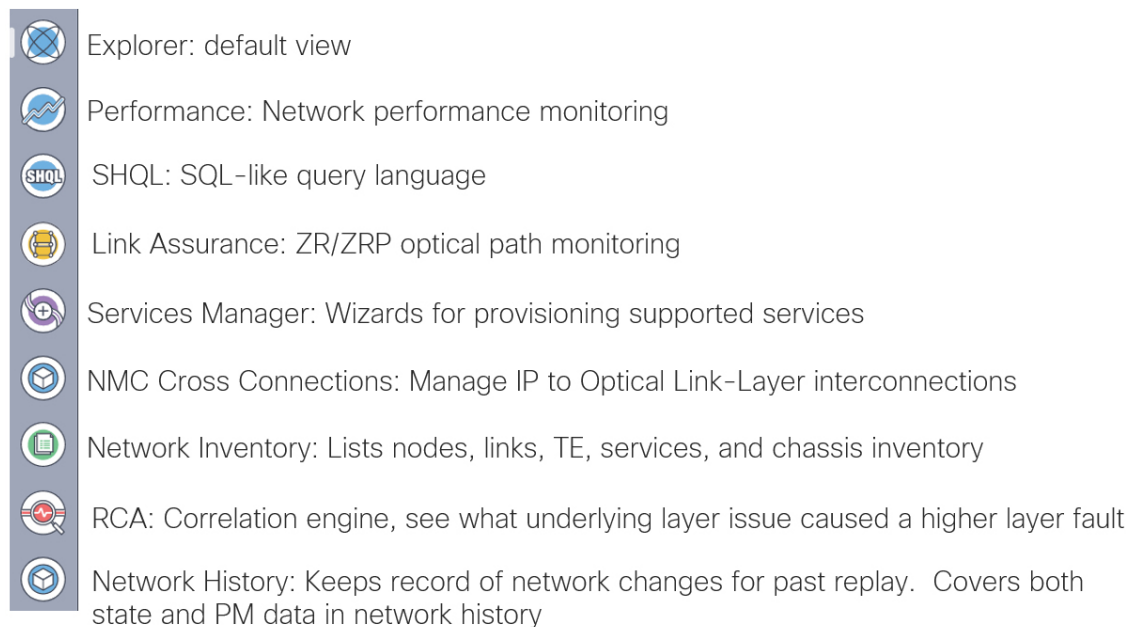 Explorer: default view
Performance: Network performance monitoring
SHQL
SHQL: SQL-like query language
Link Assurance: ZR/ZRP optical path monitoring
Services Manager: Wizards for provisioning supported services
NMC Cross Connections: Manage IP to Optical Link-Layer interconnections
Network Inventory: Lists nodes, links, TE, services, and chassis inventory
RCA: Correlation engine, see what underlying layer issue caused a higher layer fault
Network History: Keeps record of network changes for past replay.  Covers both
state and PM data in network history